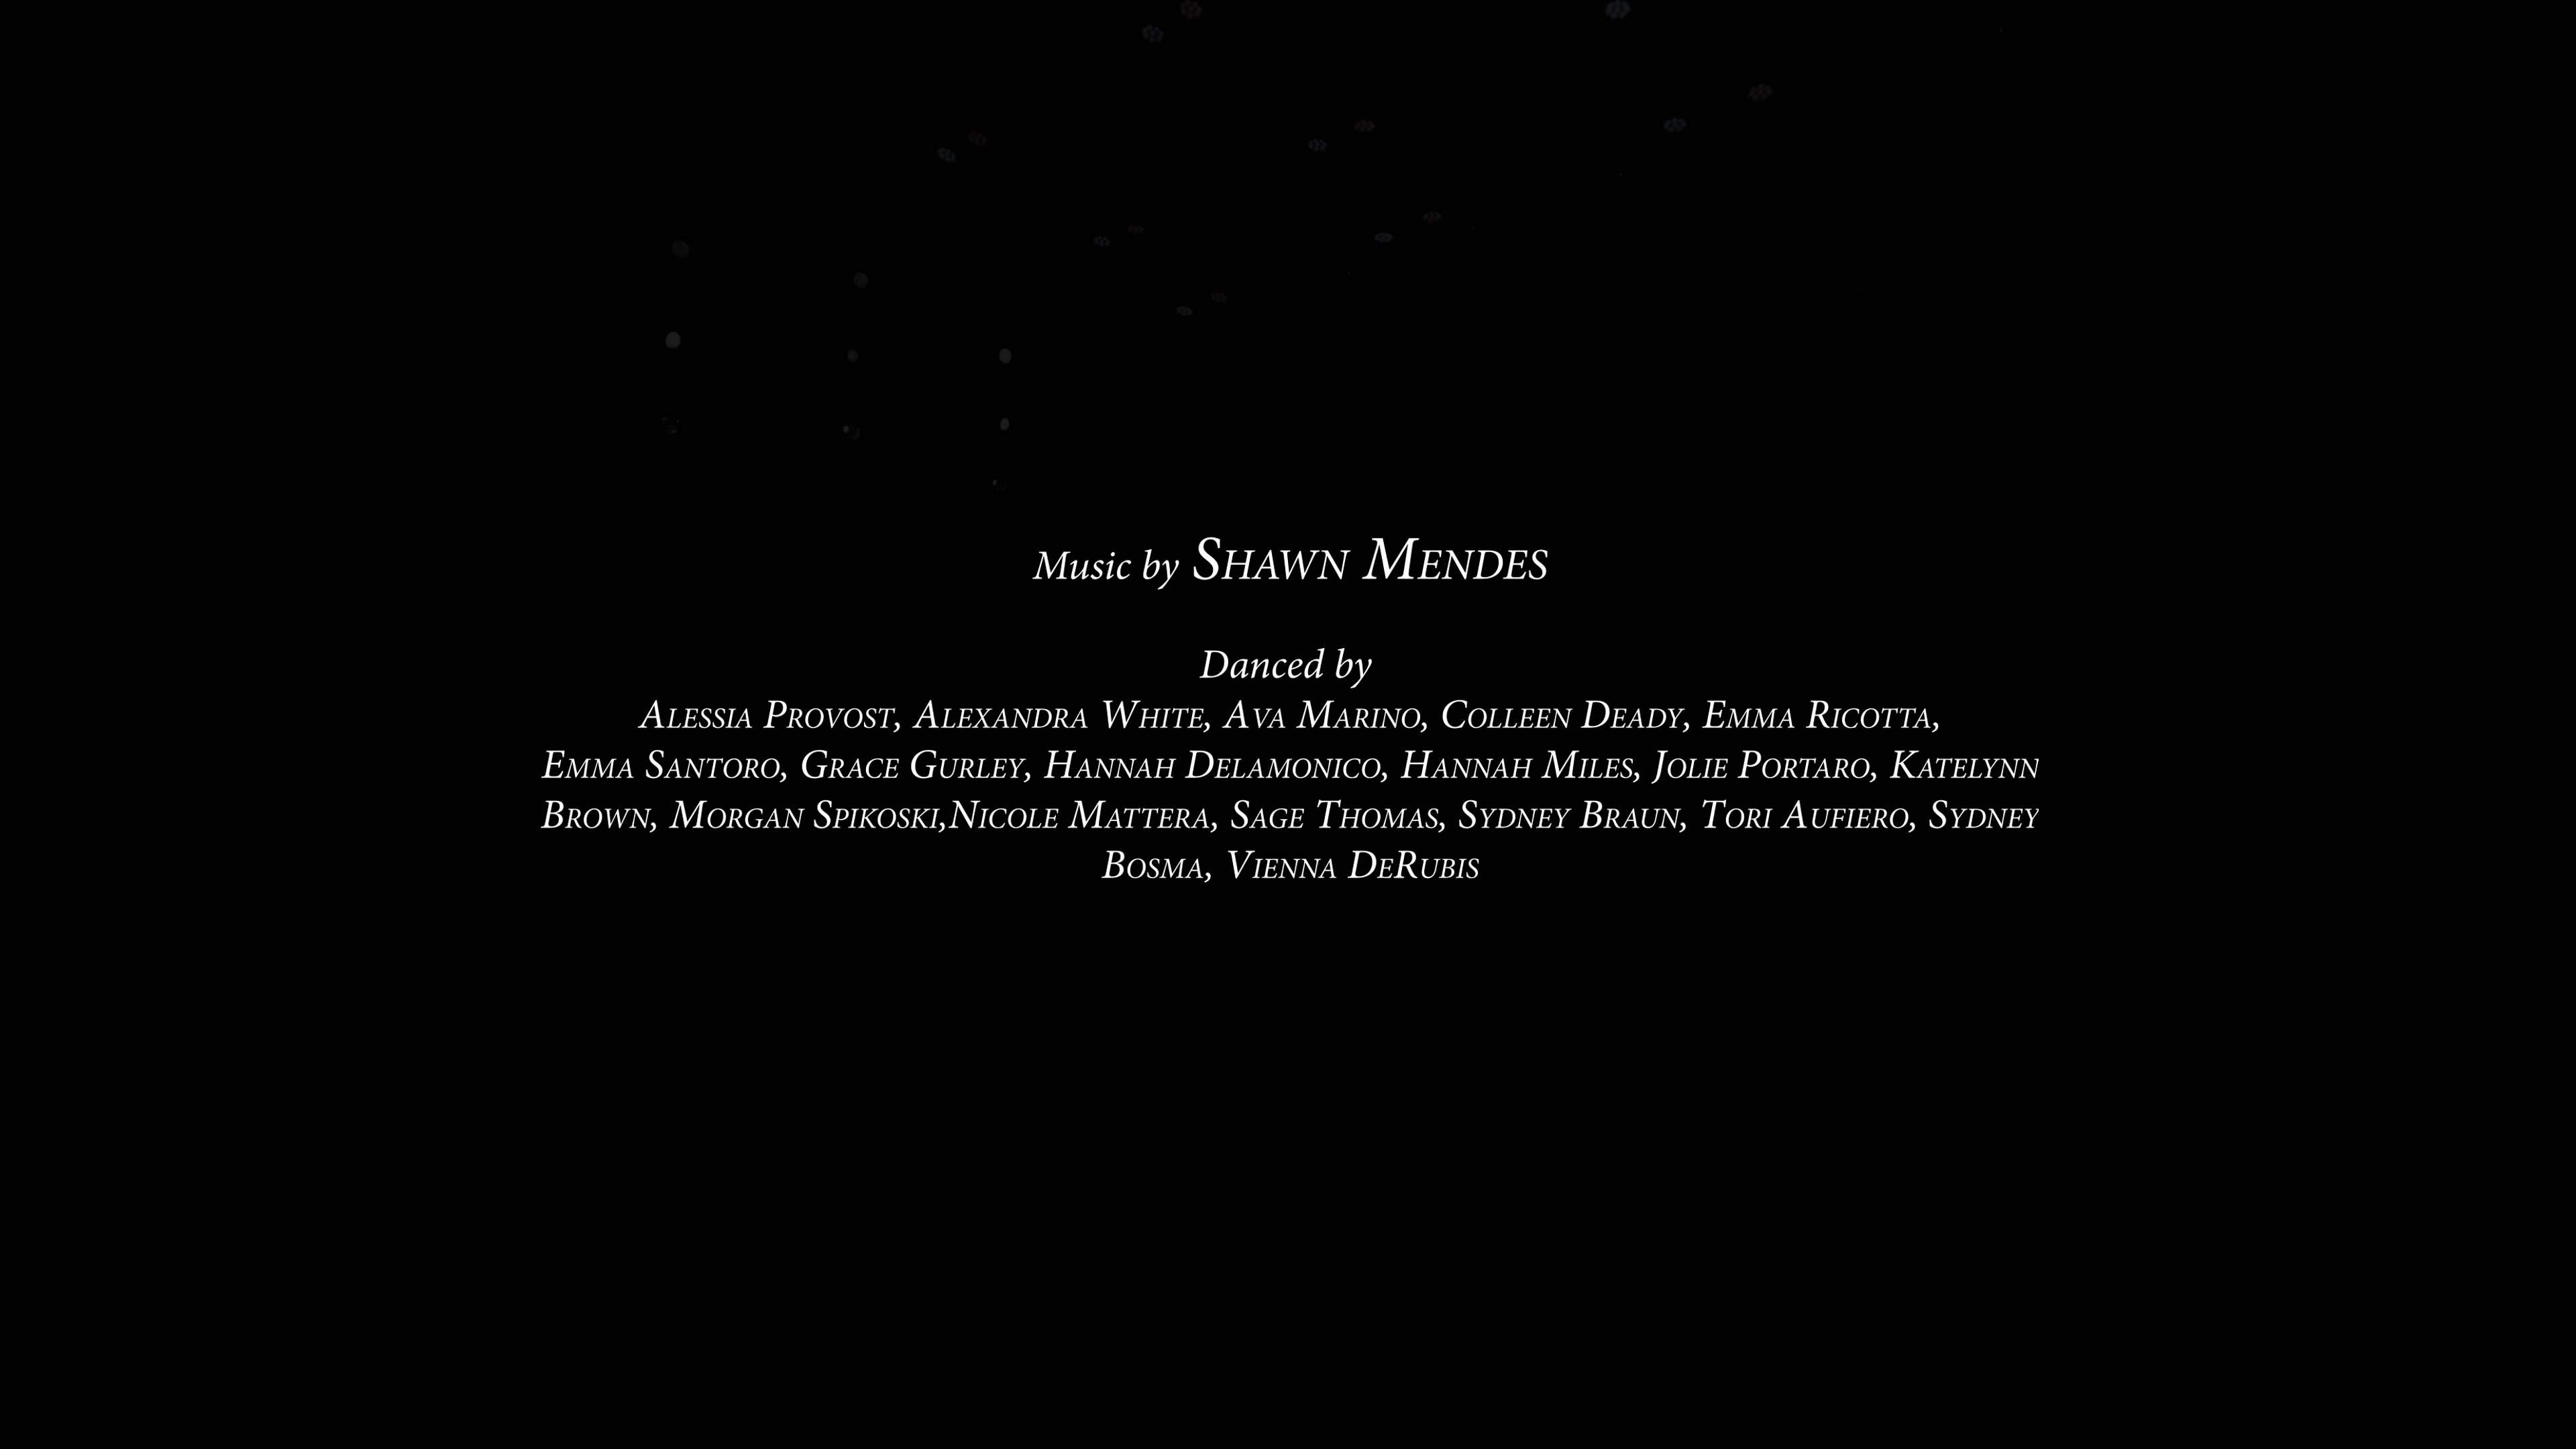 Music by Shawn Mendes
Danced by
Alessia Provost, Alexandra White, Ava Marino, Colleen Deady, Emma Ricotta,
Emma Santoro, Grace Gurley, Hannah Delamonico, Hannah Miles, Jolie Portaro, Katelynn
Brown, Morgan Spikoski,Nicole Mattera, Sage Thomas, Sydney Braun, Tori Aufiero, Sydney
Bosma, Vienna DeRubis